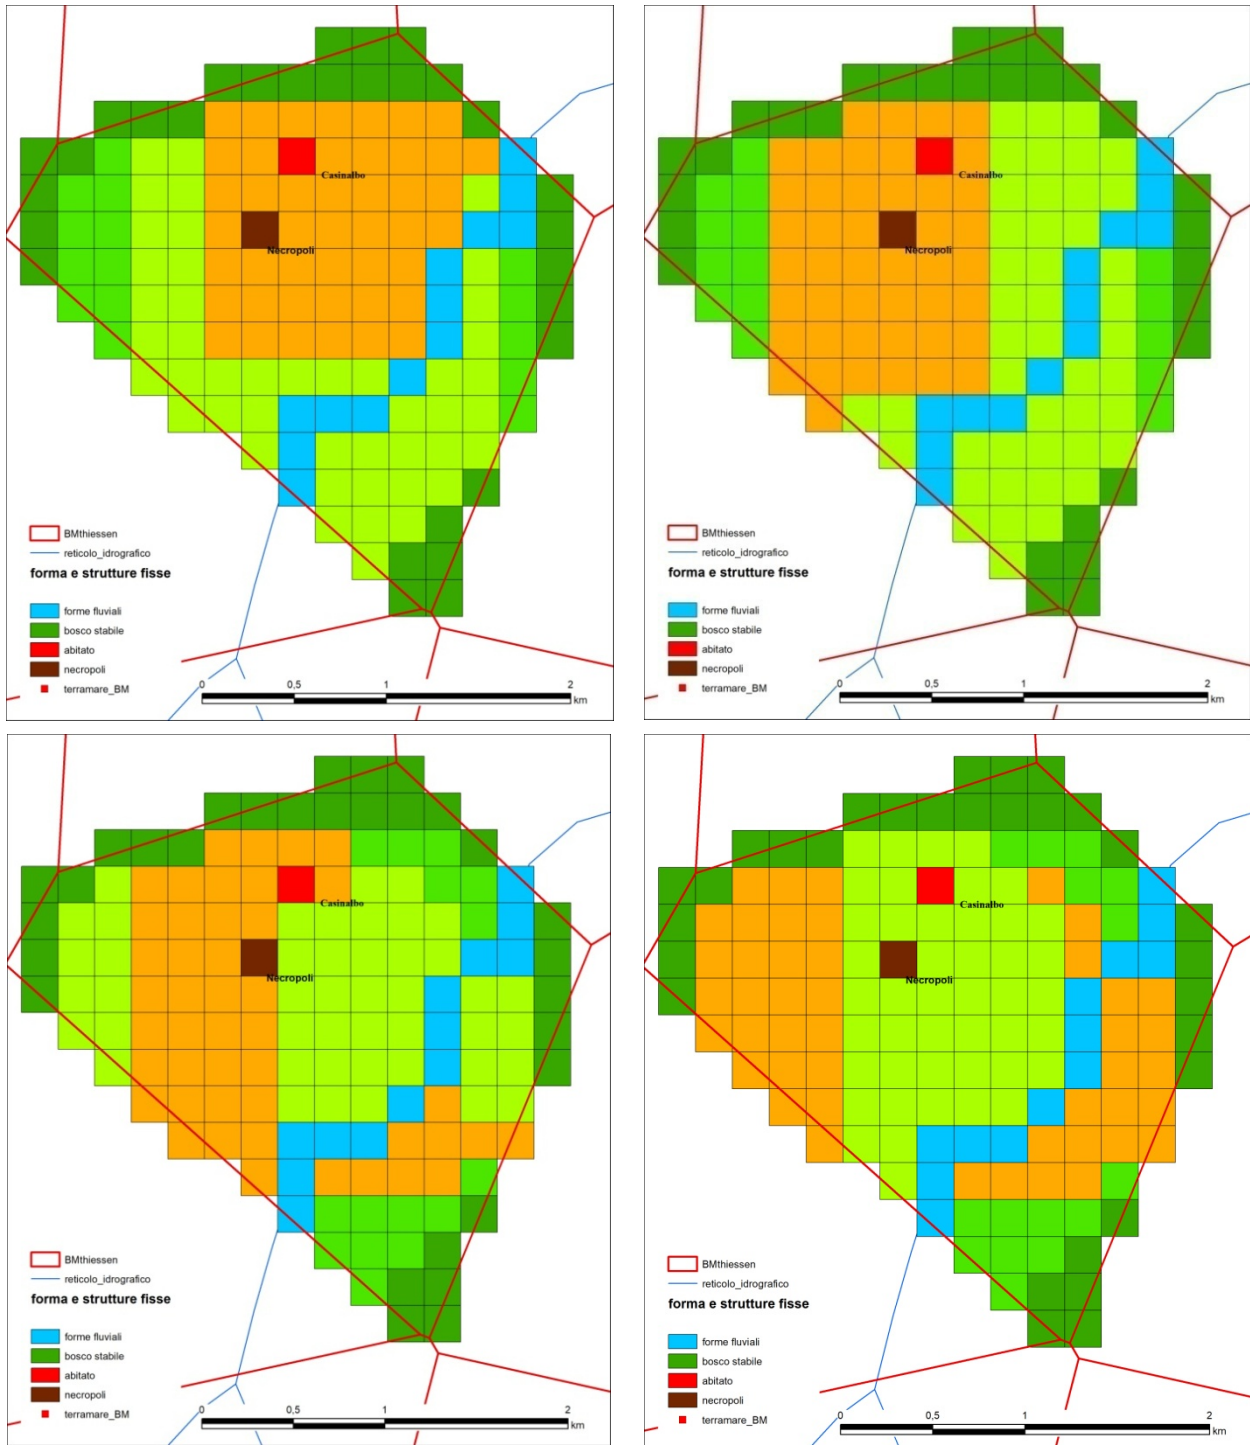 Casinalbo
Necropoli
BMthiessen
reticolo_idrografico
forma e strutture fisse
forme fluviali
bosco stabile
abitato
necropoli
terramare_BM
0 0,5 1 2
km
Casinalbo
Necropoli
BMthiessen
reticolo_idrografico
forma e strutture fisse
forme fluviali
bosco stabile
abitato
necropoli
terramare_BM
0 0,5 1 2
km
Casinalbo
Necropoli
BMthiessen
reticolo_idrografico
forma e strutture fisse
forme fluviali
bosco stabile
abitato
necropoli
terramare_BM
0 0,5 1 2
km
Casinalbo
Necropoli
BMthiessen
reticolo_idrografico
forma e strutture fisse
forme fluviali
bosco stabile
abitato
necropoli
terramare_BM
0 0,5 1 2
km